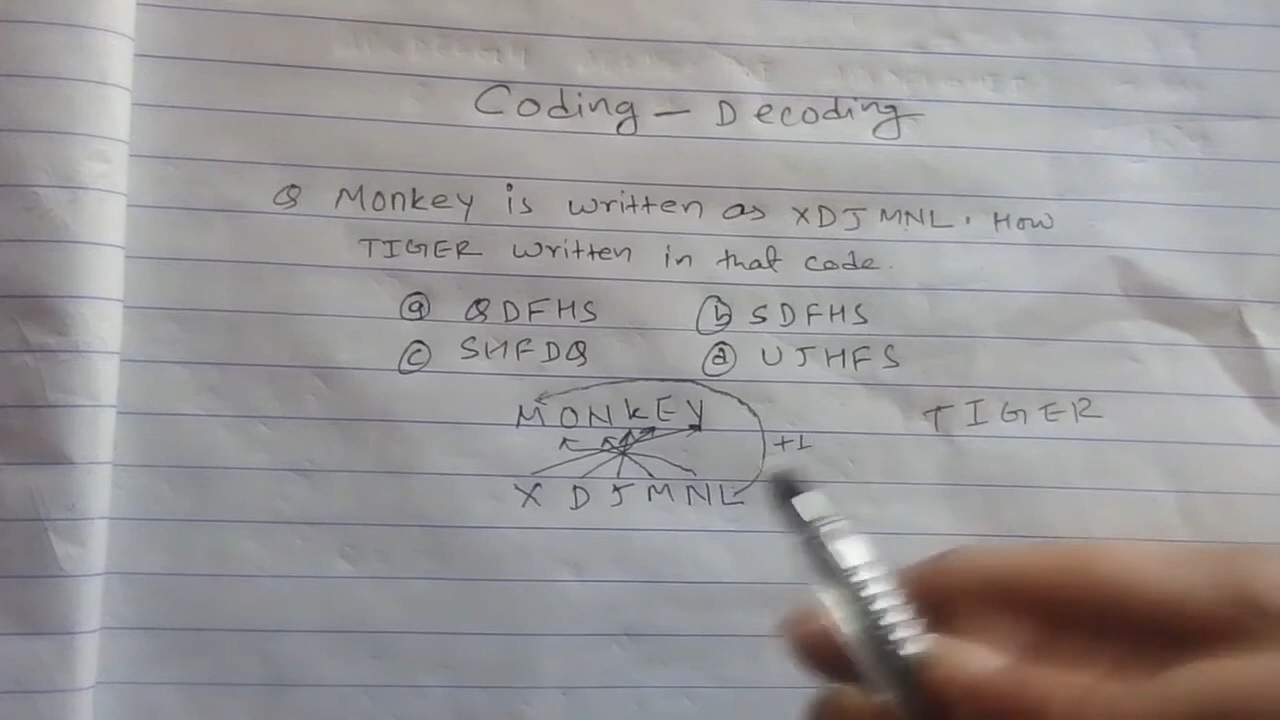 Coding - Decoding
Q Monkey is written as XDJMNL. How
TIGER written in that code.
(a) QDFHS (b) SDFHS
(c) SHFDQ (d) UJHFS
MONKEY TIGER
+1
XDJMNL